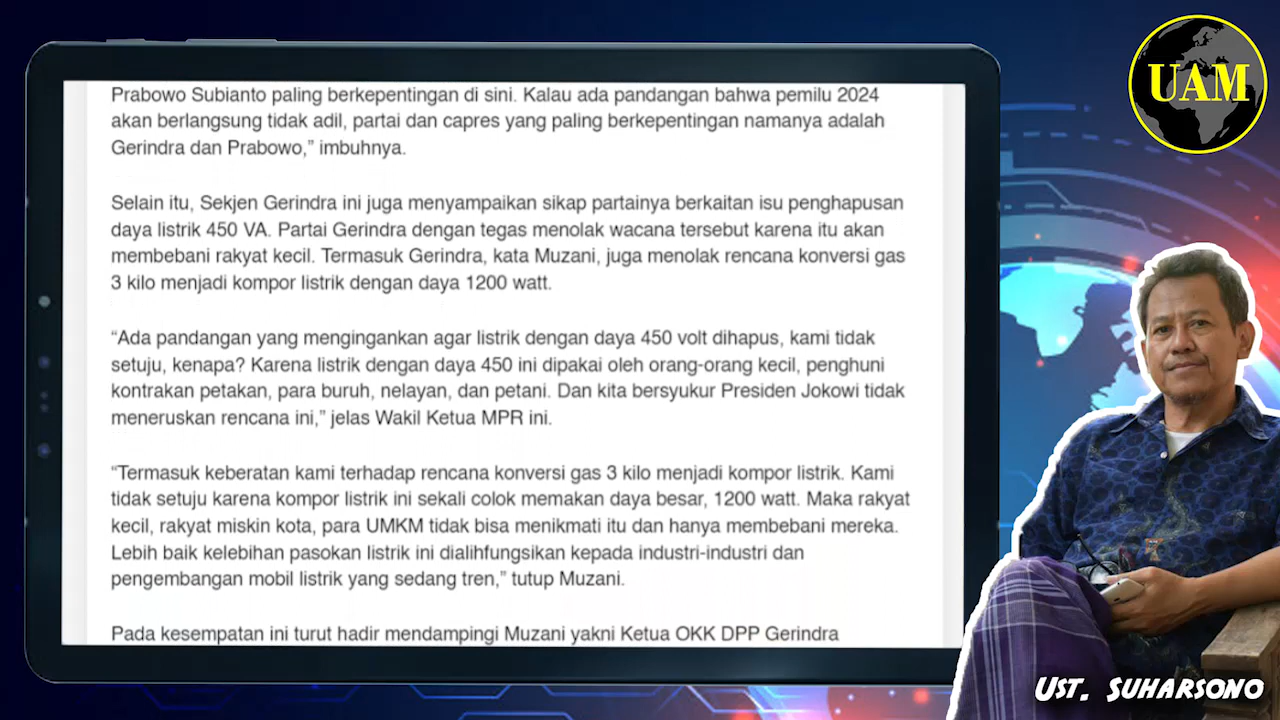 Prabowo Subianto paling berkepentingan di sini. Kalau ada pandangan bahwa pemilu 2024
akan berlangsung tidak adil, partai dan capres yang paling berkepentingan namanya adalah
Gerindra dan Prabowo,” imbuhnya.
Selain itu, Sekjen Gerindra ini juga menyampaikan sikap partainya berkaitan isu penghapusan
daya listrik 450 VA. Partai Gerindra dengan tegas menolak wacana tersebut karena itu akan
membebani rakyat kecil. Termasuk Gerindra, kata Muzani, juga menolak rencana konversi gas
3 kilo menjadi kompor listrik dengan daya 1200 watt.
“Ada pandangan yang mengingankan agar listrik dengan daya 450 volt dihapus, kami tidak
setuju, kenapa? Karena listrik dengan daya 450 ini dipakai oleh orang-orang kecil, penghuni
kontrakan petakan, para buruh, nelayan, dan petani. Dan kita bersyukur Presiden Jokowi tidak
meneruskan rencana ini,” jelas Wakil Ketua MPR ini.
“Termasuk keberatan kami terhadap rencana konversi gas 3 kilo menjadi kompor listrik. Kami
tidak setuju karena kompor listrik ini sekali colok memakan daya besar, 1200 watt. Maka rakyat
kecil, rakyat miskin kota, para UMKM tidak bisa menikmati itu dan hanya membebani mereka.
Lebih baik kelebihan pasokan listrik ini dialihfungsikan kepada industri-industri dan
pengembangan mobil listrik yang sedang tren,” tutup Muzani.
Pada kesempatan ini turut hadir mendampingi Muzani yakni Ketua OKK DPP Gerindra
UAM
UST. SUHARSONO